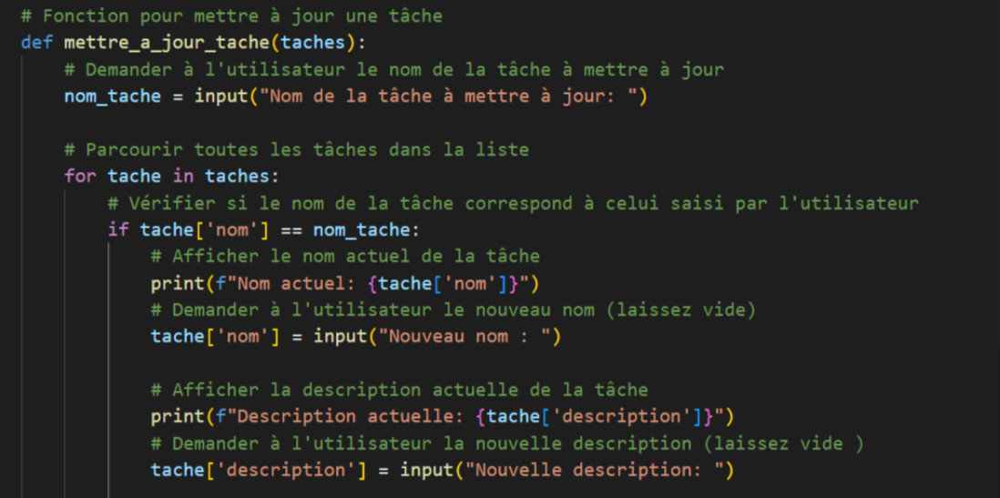 # Fonction pour mettre à jour une tâche
def mettre_a_jour_tache(taches):
    # Demander à l'utilisateur le nom de la tâche à mettre à jour
    nom_tache = input("Nom de la tâche à mettre à jour: ")

    # Parcourir toutes les tâches dans la liste
    for tache in taches:
        # Vérifier si le nom de la tâche correspond à celui saisi par l'utilisateur
        if tache['nom'] == nom_tache:
            # Afficher le nom actuel de la tâche
            print(f"Nom actuel: {tache['nom']}")
            # Demander à l'utilisateur le nouveau nom (laissez vide)
            tache['nom'] = input("Nouveau nom : ")

            # Afficher la description actuelle de la tâche
            print(f"Description actuelle: {tache['description']}")
            # Demander à l'utilisateur la nouvelle description (laissez vide )
            tache['description'] = input("Nouvelle description: ")